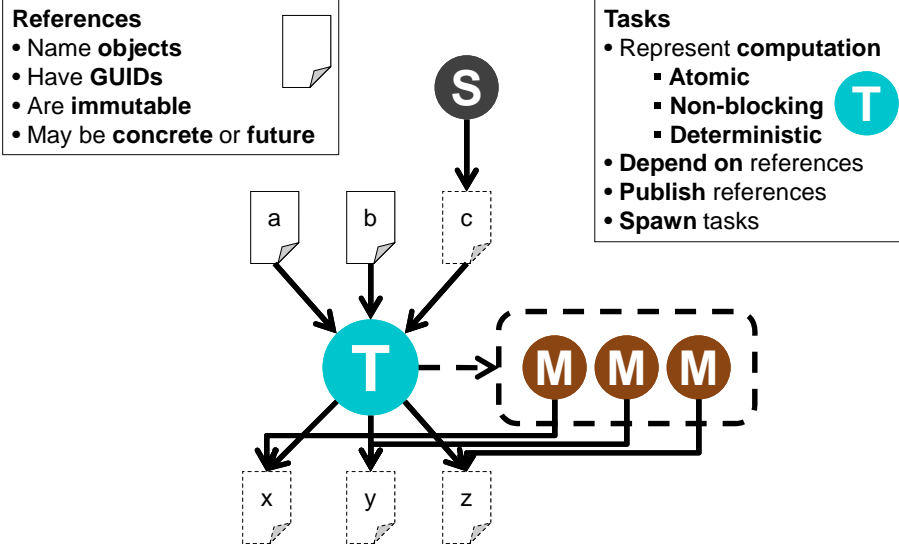 References
• Name objects
• Have GUIDs
• Are immutable
• May be concrete or future
Tasks
• Represent computation
▪ Atomic
▪ Non-blocking
▪ Deterministic
• Depend on references
• Publish references
• Spawn tasks
T
S
a
b
c
T
M M M
x
y
z